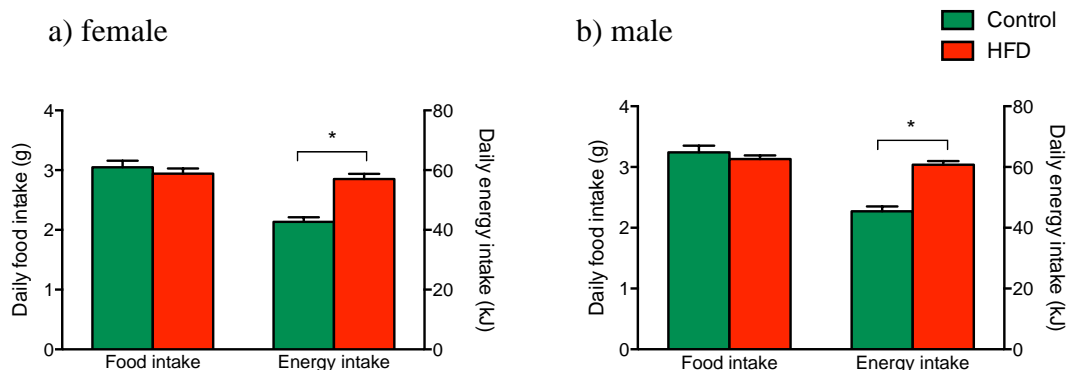 a) female
b) male
Control
HFD
Daily food intake (g)
4
3
2
1
0
*
80
60
40
20
0
Daily energy intake (kJ)
Food intake
Energy intake
Daily food intake (g)
4
3
2
1
0
*
80
60
40
20
0
Daily energy intake (kJ)
Food intake
Energy intake